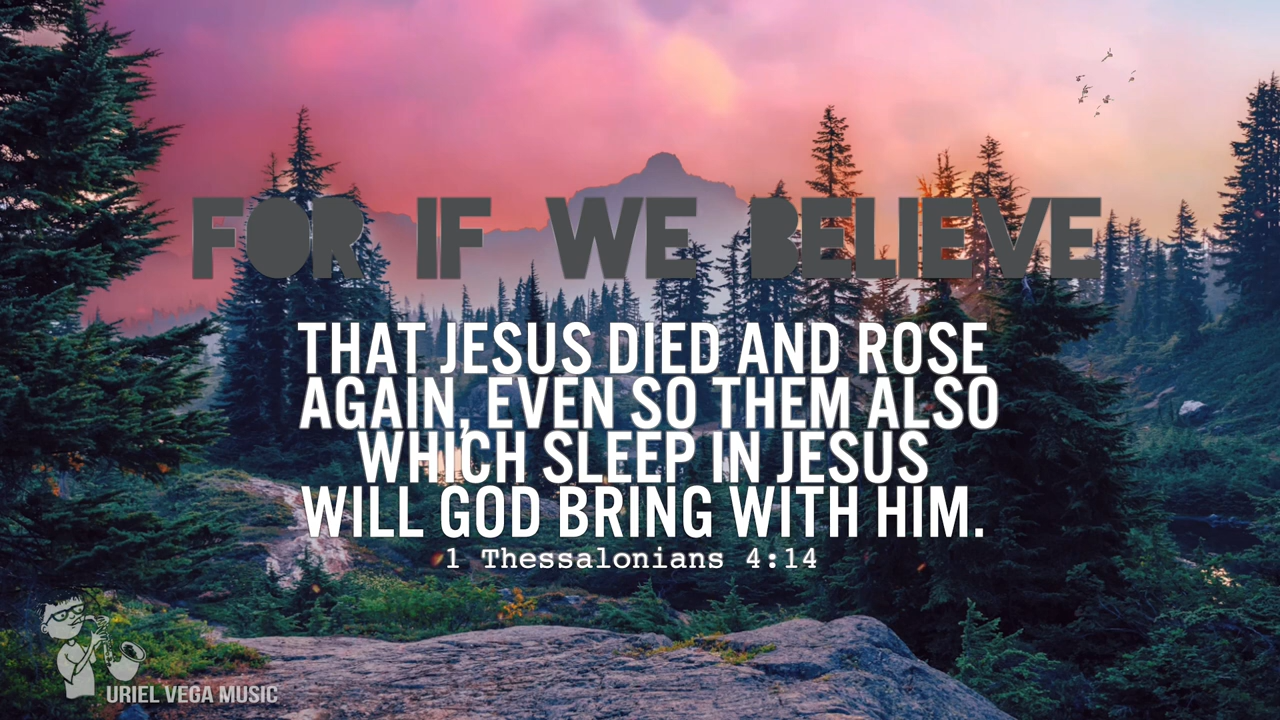 FOR IF WE BELIEVE
THAT JESUS DIED AND ROSE
AGAIN, EVEN SO THEM ALSO
WHICH SLEEP IN JESUS
WILL GOD BRING WITH HIM.
1 Thessalonians 4:14
URIEL VEGA MUSIC